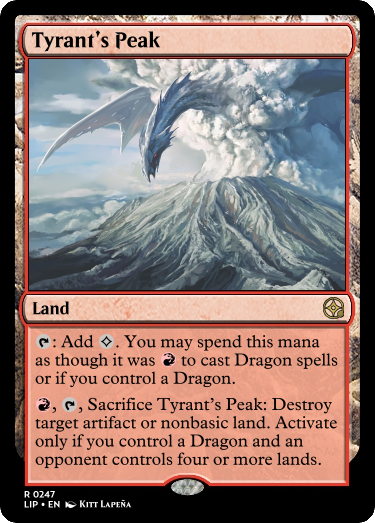 Tyrant's Peak
Land
: Add . You may spend this mana
as though it was to cast Dragon spells
or if you control a Dragon.
, , Sacrifice Tyrant's Peak: Destroy
target artifact or nonbasic land. Activate
only if you control a Dragon and an
opponent controls four or more lands.
R 0247
LIP • EN Kitt Lapeña